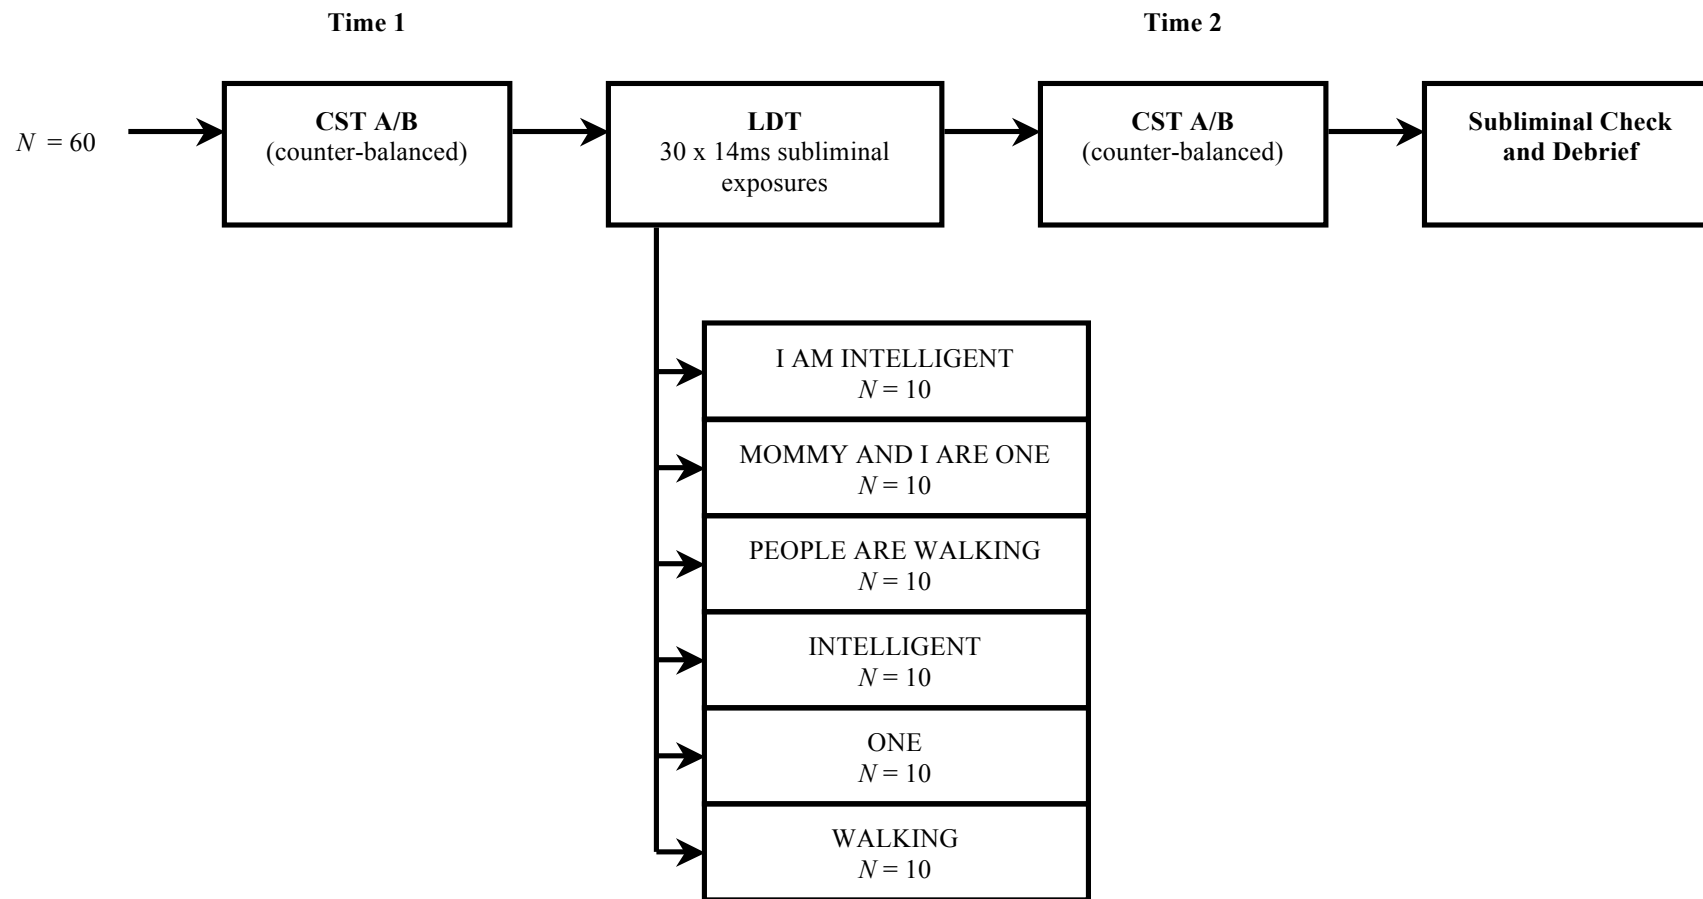 Time 1
Time 2
N = 60
CST A/B
(counter-balanced)
LDT
30 x 14ms subliminal
exposures
CST A/B
(counter-balanced)
Subliminal Check
and Debrief
I AM INTELLIGENT
N = 10
MOMMY AND I ARE ONE
N = 10
PEOPLE ARE WALKING
N = 10
INTELLIGENT
N = 10
ONE
N = 10
WALKING
N = 10